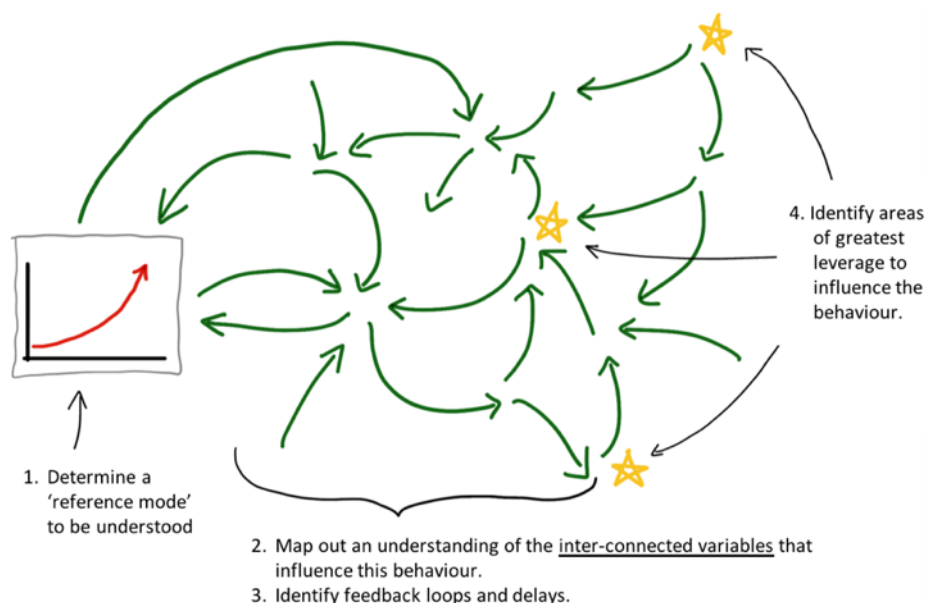 1. Determine a
'reference mode'
to be understood
2. Map out an understanding of the inter-connected variables that
influence this behaviour.
3. Identify feedback loops and delays.
4. Identify areas
of greatest
leverage to
influence the
behaviour.